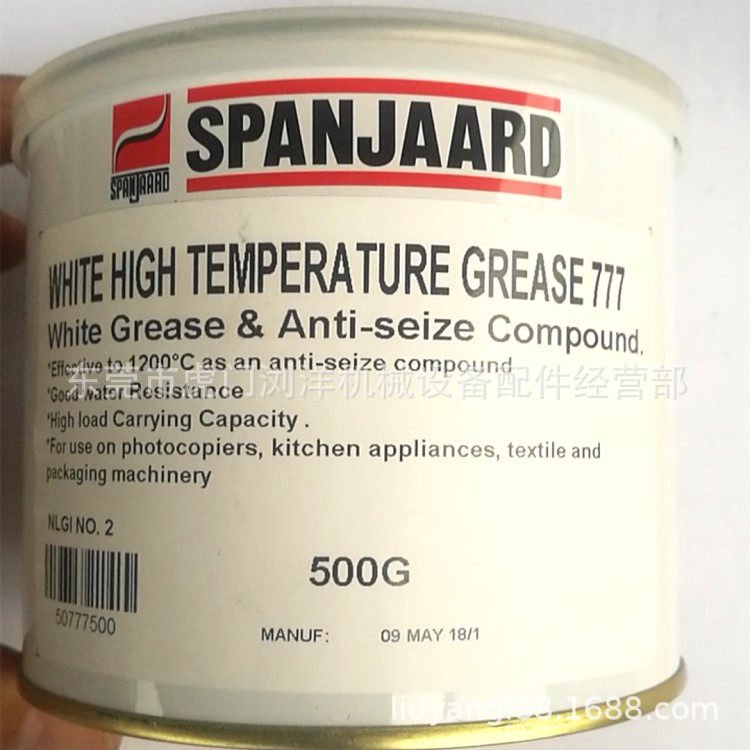 SPANJAARD
SPANJAARD
WHITE HIGH TEMPERATURE GREASE 777
White Grease & Anti-seize Compound.
*Effective to 1200°C as an anti-seize compound
东莞市虎门浏洋机械设备配件经营部
*Good water Resistance
*High load Carrying Capacity .
*For use on photocopiers, kitchen appliances, textile and
packaging machinery
NLGI NO. 2
500G
50777500
MANUF: 09 MAY 18/1
liuyangl88.1688.com